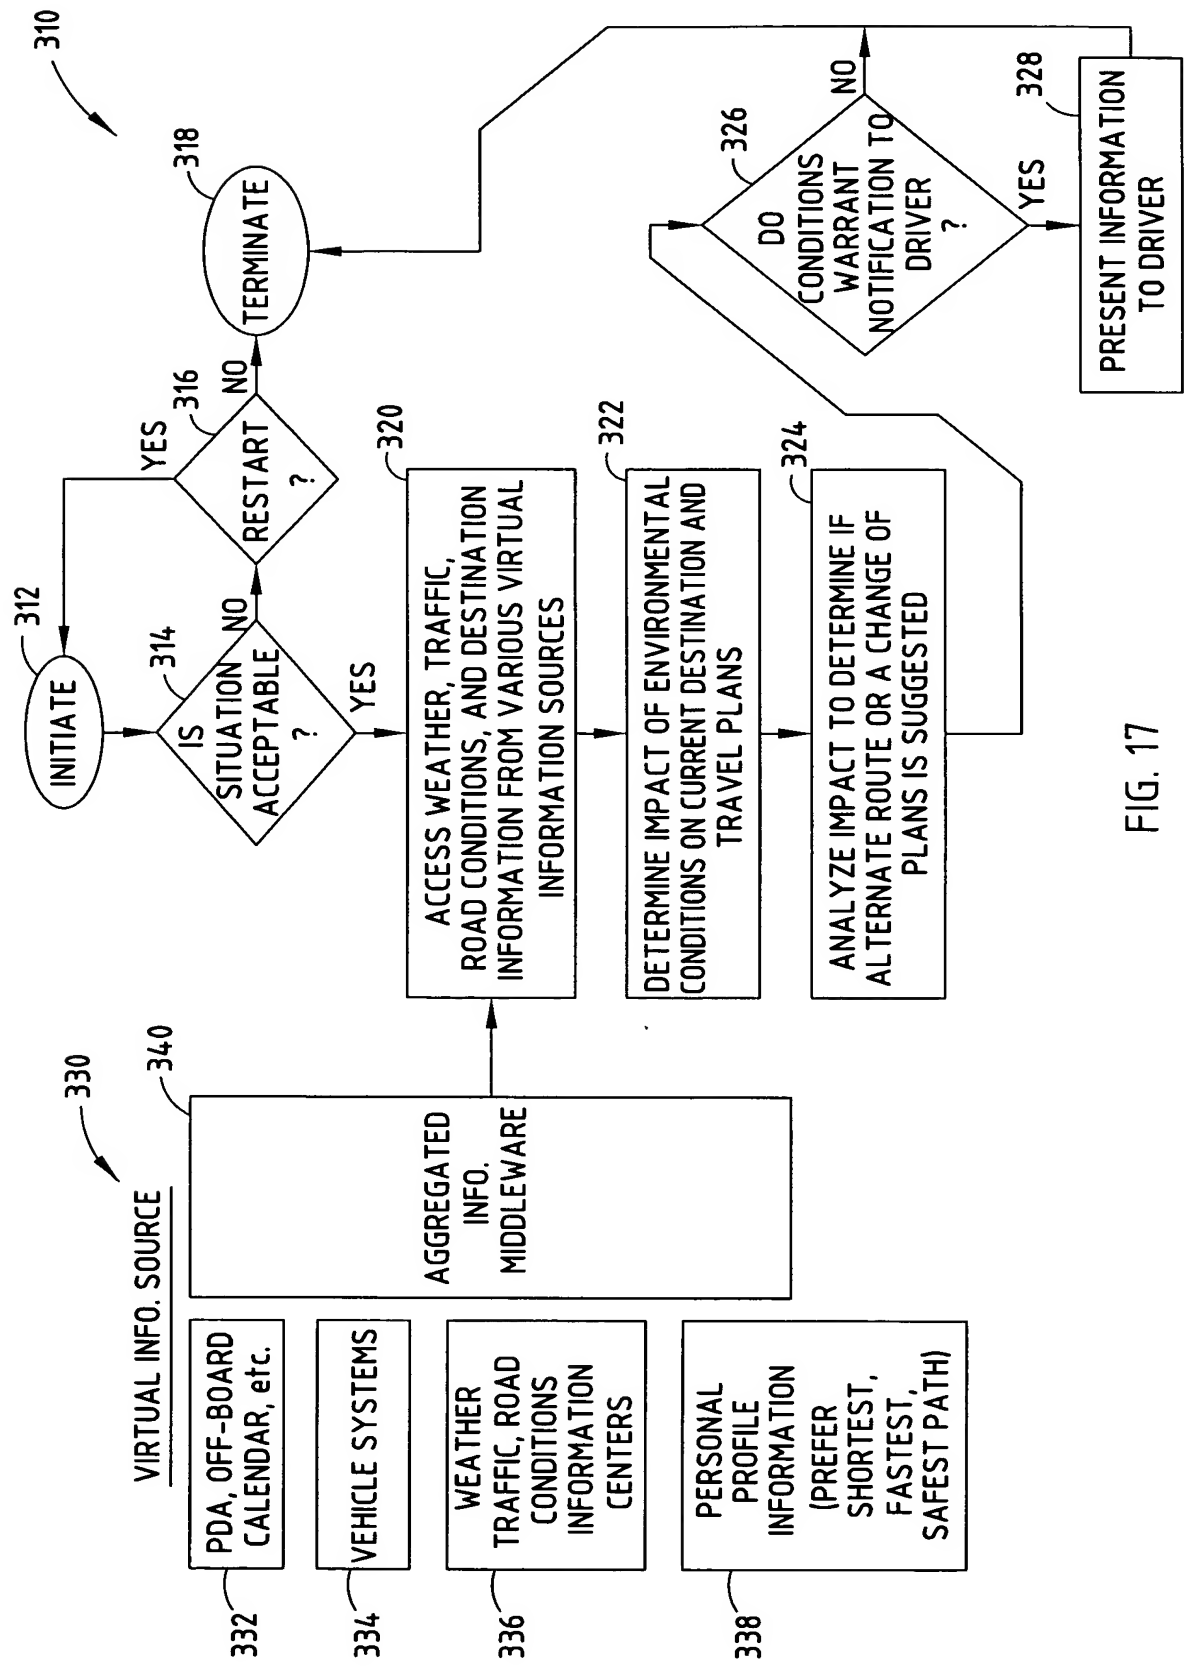 VIRTUAL INFO. SOURCE
330
332
PDA, OFF-BOARD
CALENDAR, etc.
334
VEHICLE SYSTEMS
336
WEATHER
TRAFFIC, ROAD
CONDITIONS
INFORMATION
CENTERS
338
PERSONAL
PROFILE
INFORMATION
(PREFER
SHORTEST,
FASTEST,
SAFEST PATH)
340
AGGREGATED
INFO.
MIDDLEWARE
310
312
INITIATE
314
IS
SITUATION
ACCEPTABLE
?
NO
YES
316
RESTART
?
YES
NO
318
TERMINATE
320
ACCESS WEATHER, TRAFFIC,
ROAD CONDITIONS, AND DESTINATION
INFORMATION FROM VARIOUS VIRTUAL
INFORMATION SOURCES
322
DETERMINE IMPACT OF ENVIRONMENTAL
CONDITIONS ON CURRENT DESTINATION AND
TRAVEL PLANS
324
ANALYZE IMPACT TO DETERMINE IF
ALTERNATE ROUTE OR A CHANGE OF
PLANS IS SUGGESTED
326
DO
CONDITIONS
WARRANT
NOTIFICATION TO
DRIVER
?
NO
YES
328
PRESENT INFORMATION
TO DRIVER
FIG. 17